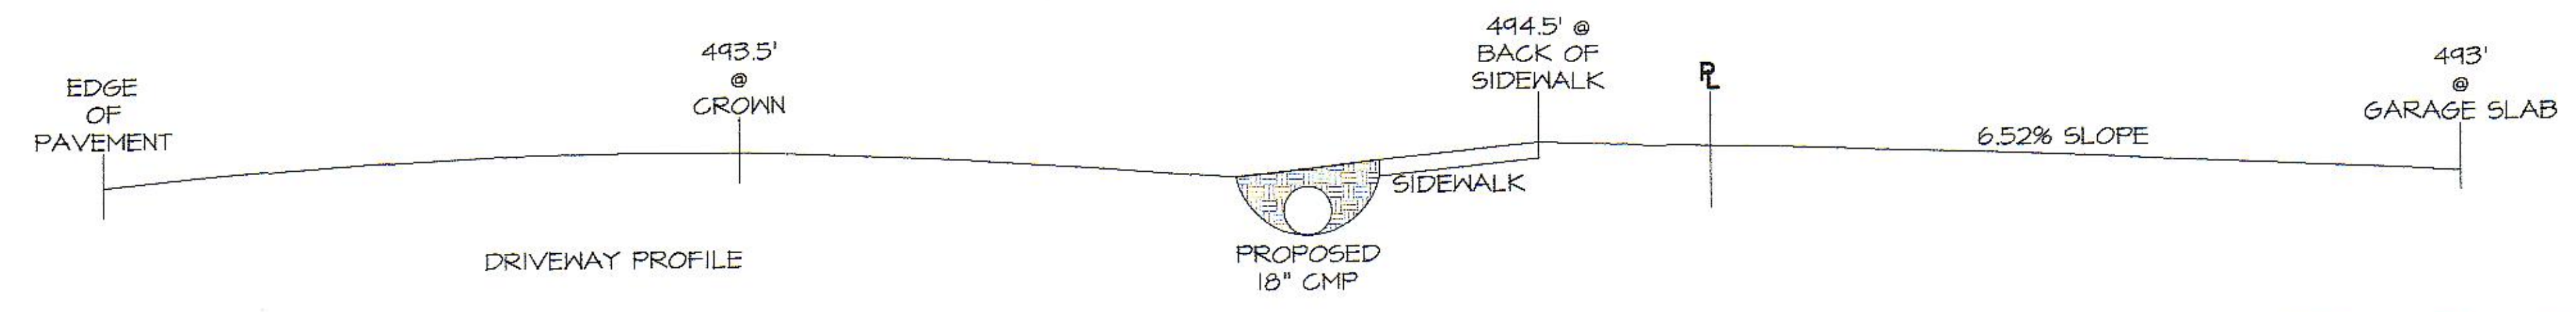 EDGE
OF
PAVEMENT
493.5'
@
CROWN
494.5' @
BACK OF
SIDEWALK
PL
6.52% SLOPE
493'
@
GARAGE SLAB
SIDEWALK
PROPOSED
18" CMP
DRIVEWAY PROFILE